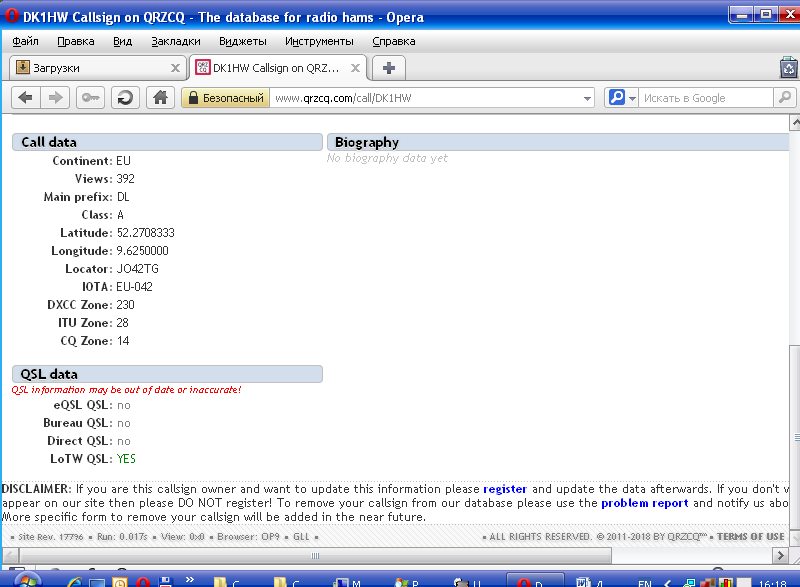 DK1HW Callsign on QRZCQ - The database for radio hams - Opera
Файл Правка Вид Закладки Виджеты Инструменты Справка
Загрузки
DK1HW Callsign on QRZ...
Безопасный www.qrzcq.com/call/DK1HW Искать в Google
Call data
Biography
No biography data yet
Continent: EU
Views: 392
Main prefix: DL
Class: A
Latitude: 52.2708333
Longitude: 9.6250000
Locator: JO42TG
IOTA: EU-042
DXCC Zone: 230
ITU Zone: 28
CQ Zone: 14
QSL data
QSL information may be out of date or inaccurate!
eQSL QSL: no
Bureau QSL: no
Direct QSL: no
LoTW QSL: YES
DISCLAIMER: If you are this callsign owner and want to update this information please register and update the data afterwards. If you don't w
appear on our site then please DO NOT register! To remove your callsign from our database please use the problem report and notify us abo
More specific form to remove your callsign will be added in the near future.
• Site Rev. 17796 • Run: 0.017s • View: 0x0 • Browser: OP9 • GLL • • ALL RIGHTS RESERVED. © 2011-2018 BY QRZCQ™ • TERMS OF USE
EN 16:18